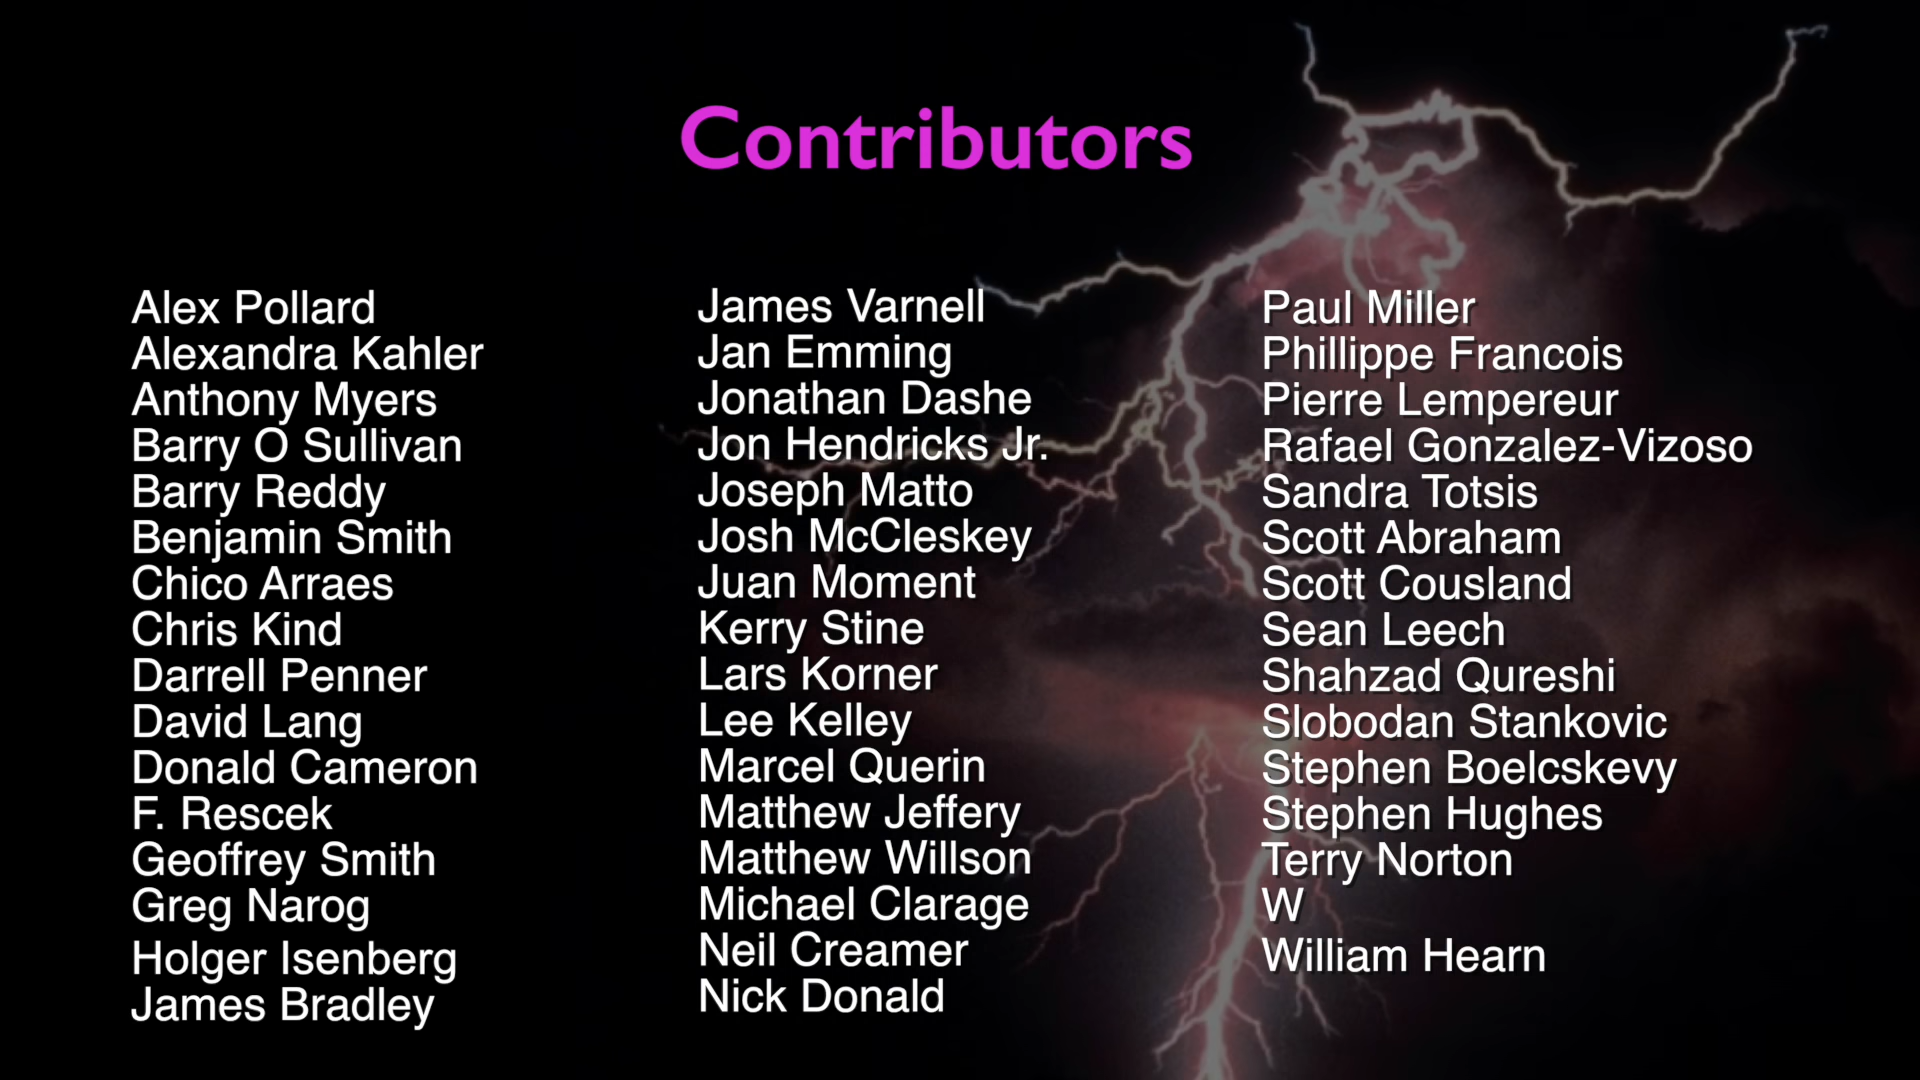 Contributors
Alex Pollard
Alexandra Kahler
Anthony Myers
Barry O Sullivan
Barry Reddy
Benjamin Smith
Chico Arraes
Chris Kind
Darrell Penner
David Lang
Donald Cameron
F. Rescek
Geoffrey Smith
Greg Narog
Holger Isenberg
James Bradley
James Varnell
Jan Emming
Jonathan Dashe
Jon Hendricks Jr.
Joseph Matto
Josh McCleskey
Juan Moment
Kerry Stine
Lars Korner
Lee Kelley
Marcel Querin
Matthew Jeffery
Matthew Willson
Michael Clarage
Neil Creamer
Nick Donald
Paul Miller
Phillippe Francois
Pierre Lempereur
Rafael Gonzalez-Vizoso
Sandra Totsis
Scott Abraham
Scott Cousland
Sean Leech
Shahzad Qureshi
Slobodan Stankovic
Stephen Boelcskevy
Stephen Hughes
Terry Norton
W
William Hearn